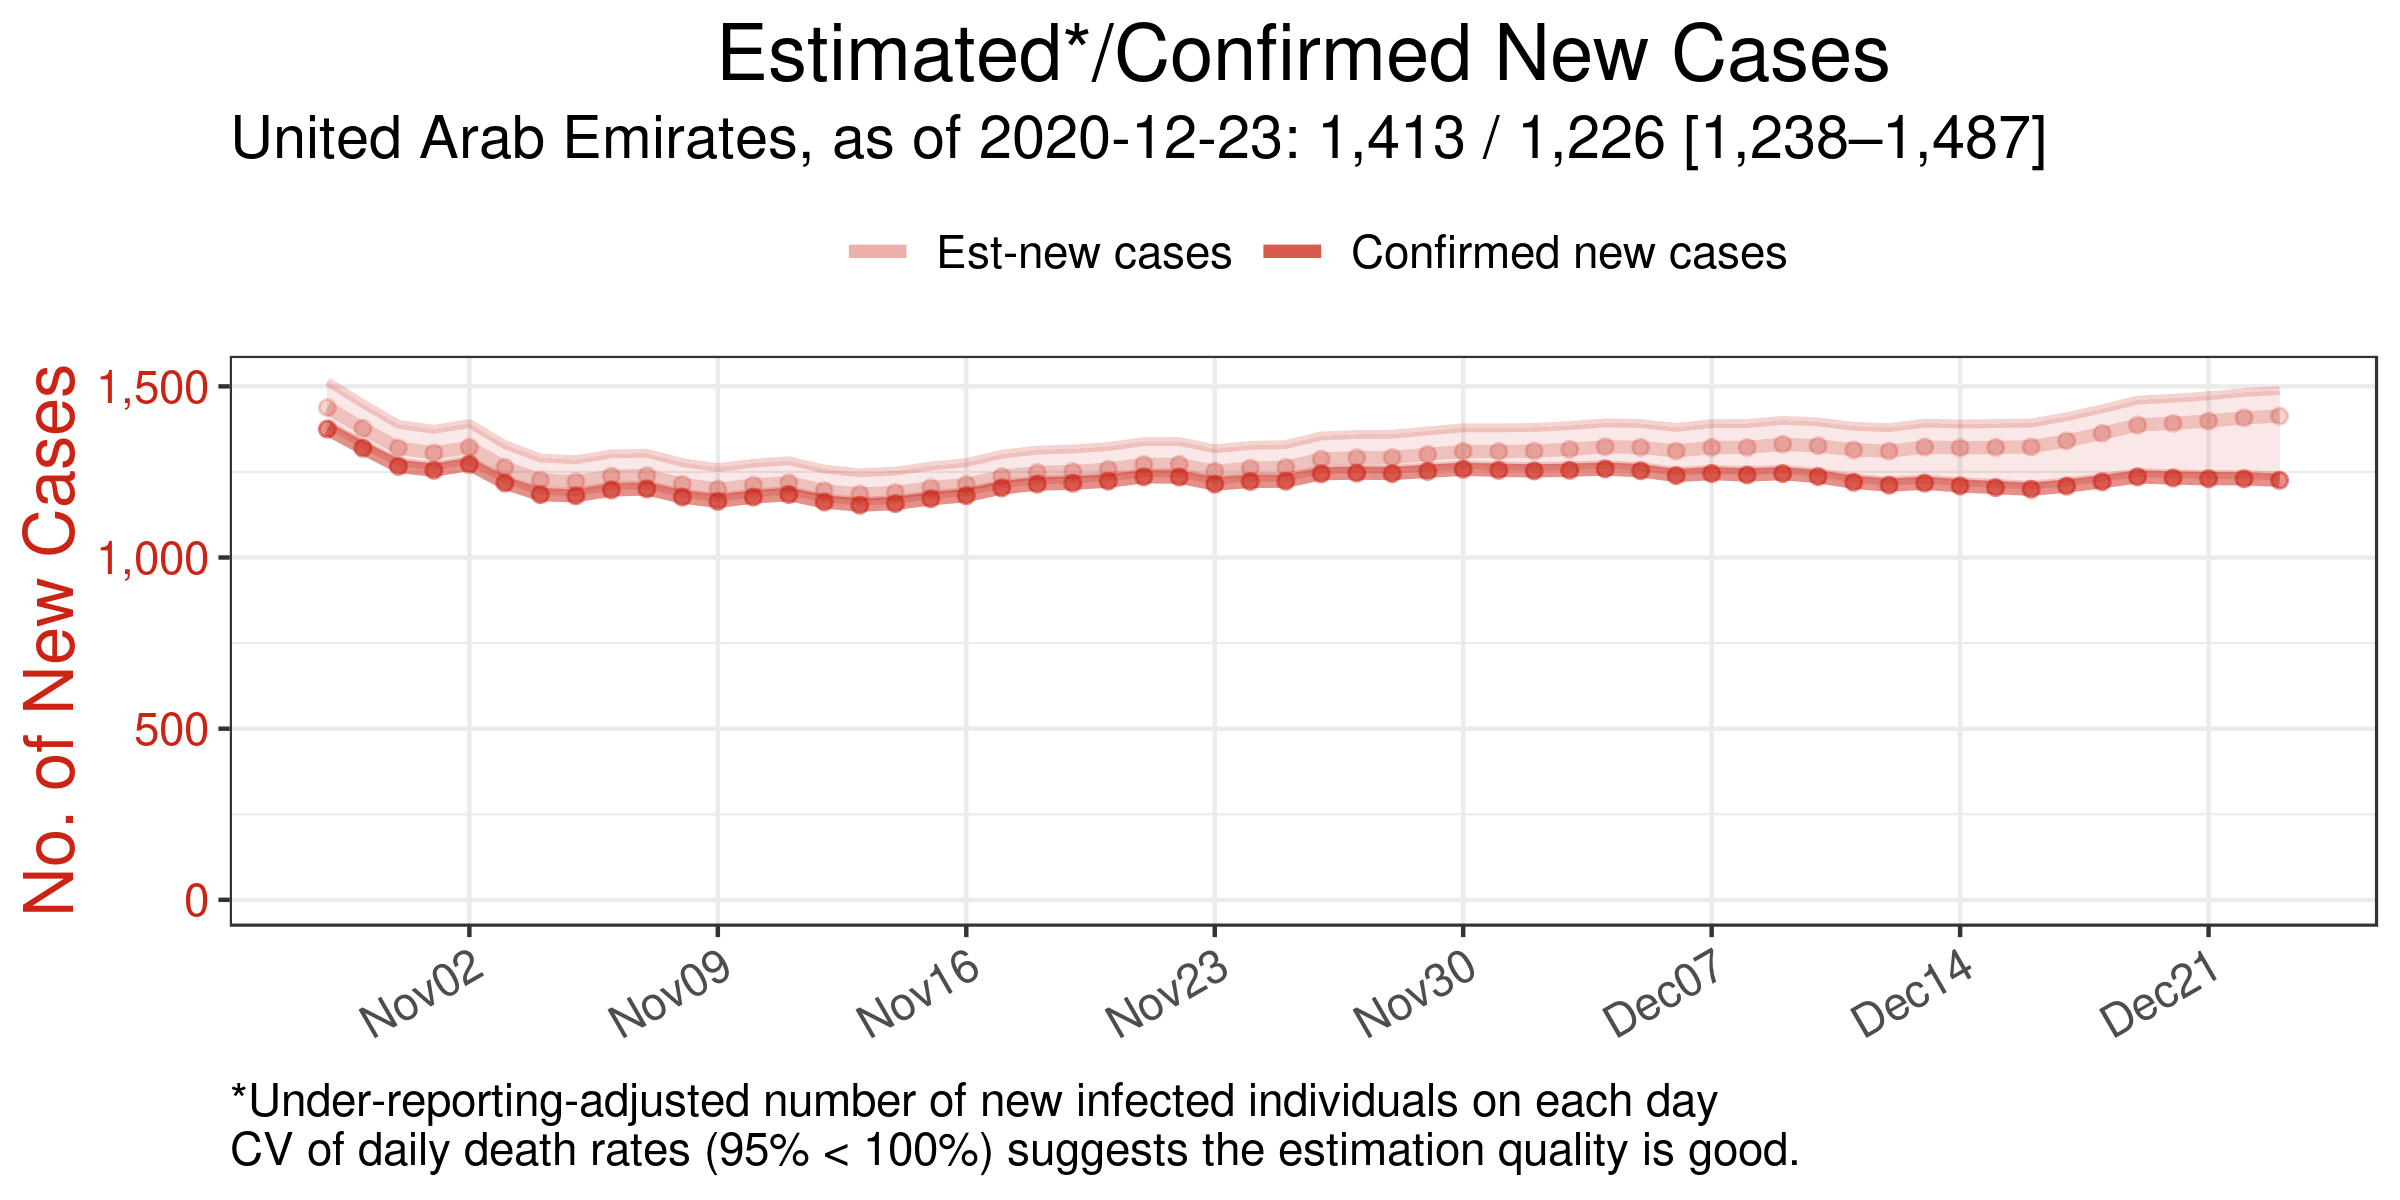 Estimated*/Confirmed New Cases
United Arab Emirates, as of 2020-12-23: 1,413 / 1,226 [1,238–1,487]
Est-new cases Confirmed new cases
No. of New Cases
1,500
1,000
500
0
Nov02 Nov09 Nov16 Nov23 Nov30 Dec07 Dec14 Dec21
*Under-reporting-adjusted number of new infected individuals on each day
CV of daily death rates (95% < 100%) suggests the estimation quality is good.